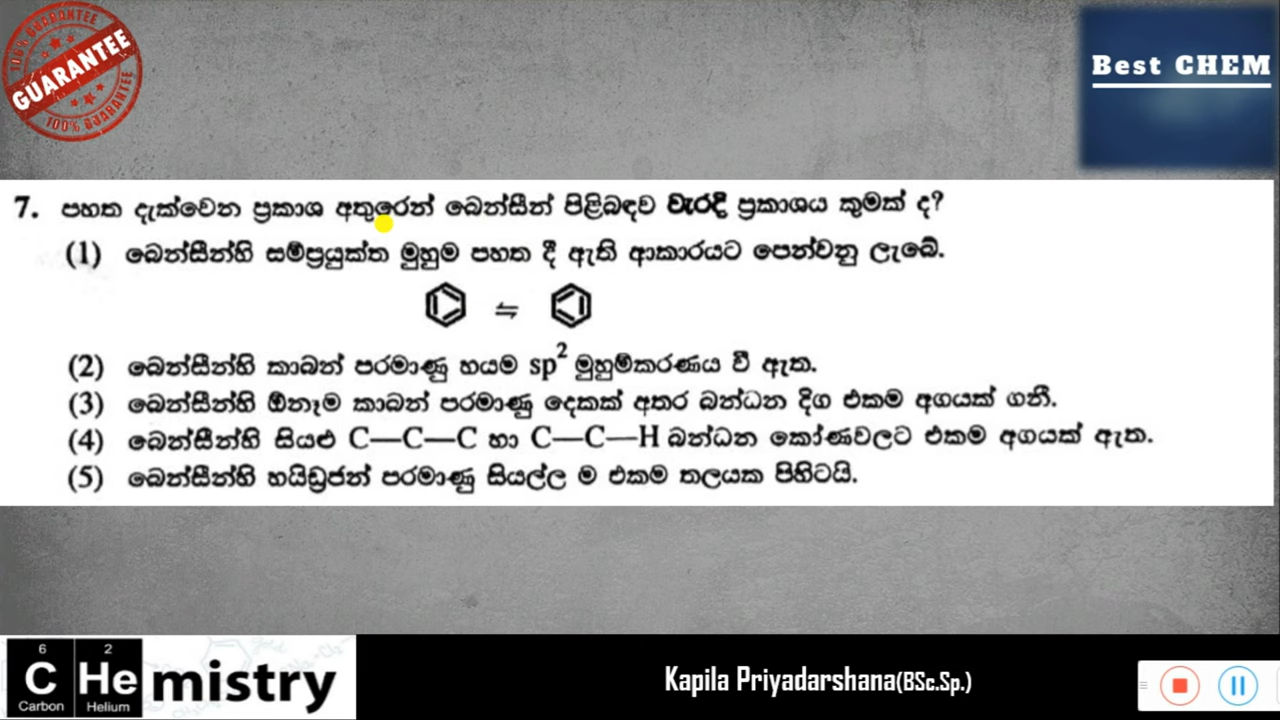 100% GUARANTEE
GUARANTEE
100% GUARANTEE
Best CHEM
7. පහත දැක්වෙන ප්‍රකාශ අතුරෙන් බෙන්සීන් පිළිබඳව වැරදි ප්‍රකාශය කුමක් ද?
(1) බෙන්සීන්හි සම්ප්‍රයුක්ත මුහුම පහත දී ඇති ආකාරයට පෙන්වනු ලැබේ.
⇋
(2) බෙන්සීන්හි කාබන් පරමාණු හයම sp² මුහුම්කරණය වී ඇත.
(3) බෙන්සීන්හි ඕනෑම කාබන් පරමාණු දෙකක් අතර බන්ධන දිග එකම අගයක් ගනී.
(4) බෙන්සීන්හි සියළු C—C—C හා C—C—H බන්ධන කෝණවලට එකම අගයක් ඇත.
(5) බෙන්සීන්හි හයිඩ්‍රජන් පරමාණු සියල්ල ම එකම තලයක පිහිටයි.
6 2
C He mistry
Carbon Helium
Kapila Priyadarshana(BSc.Sp.)